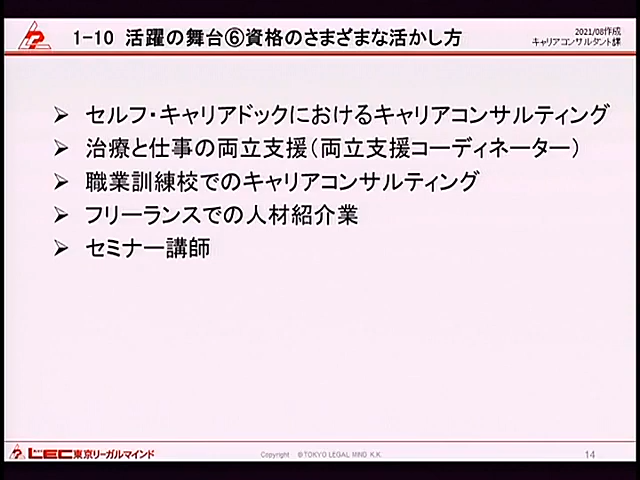 1-10 活躍の舞台⑥資格のさまざまな活かし方
2021/08作成
キャリアコンサルタント課
➢ セルフ・キャリアドックにおけるキャリアコンサルティング
➢ 治療と仕事の両立支援（両立支援コーディネーター）
➢ 職業訓練校でのキャリアコンサルティング
➢ フリーランスでの人材紹介業
➢ セミナー講師
LEC東京リーガルマインド
Copyright ©TOKYO LEGAL MIND K.K.
14